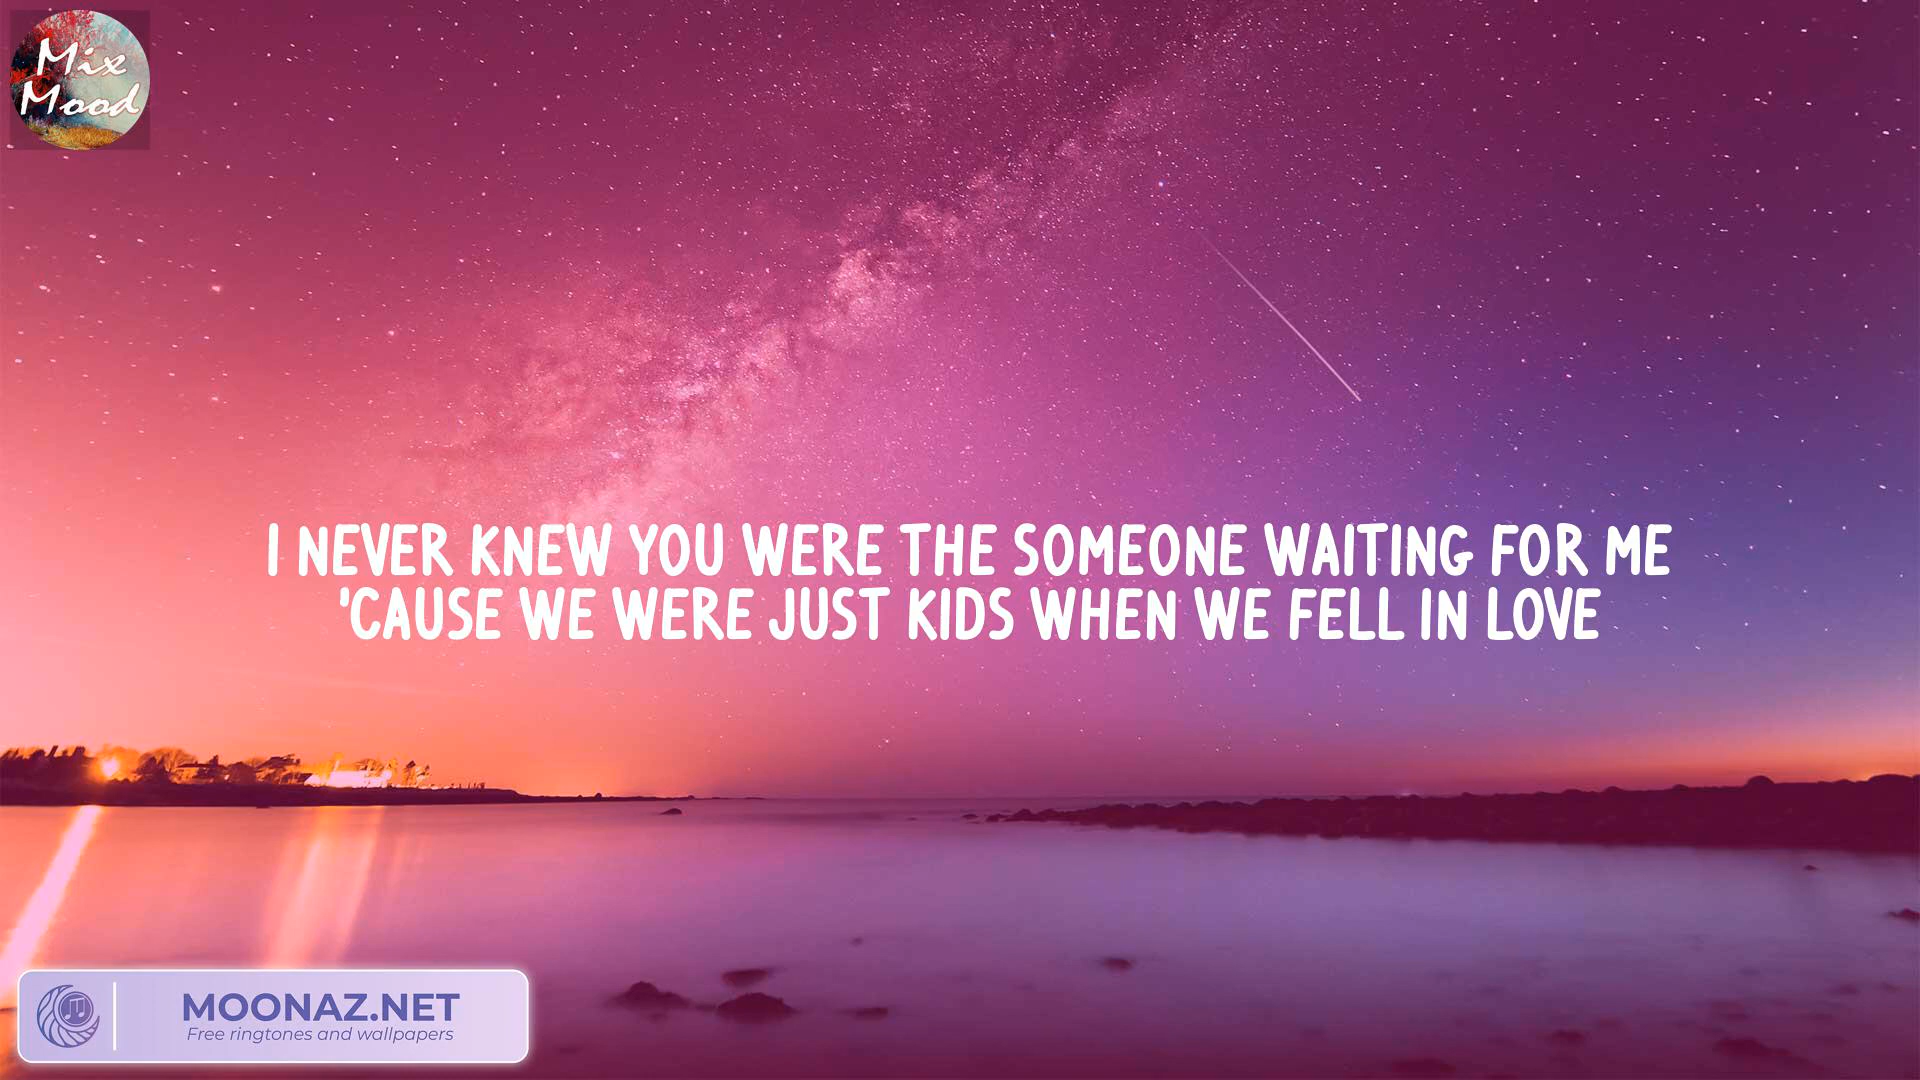 Mix
Mood
I NEVER KNEW YOU WERE THE SOMEONE WAITING FOR ME
'CAUSE WE WERE JUST KIDS WHEN WE FELL IN LOVE
MOONAZ.NET
Free ringtones and wallpapers